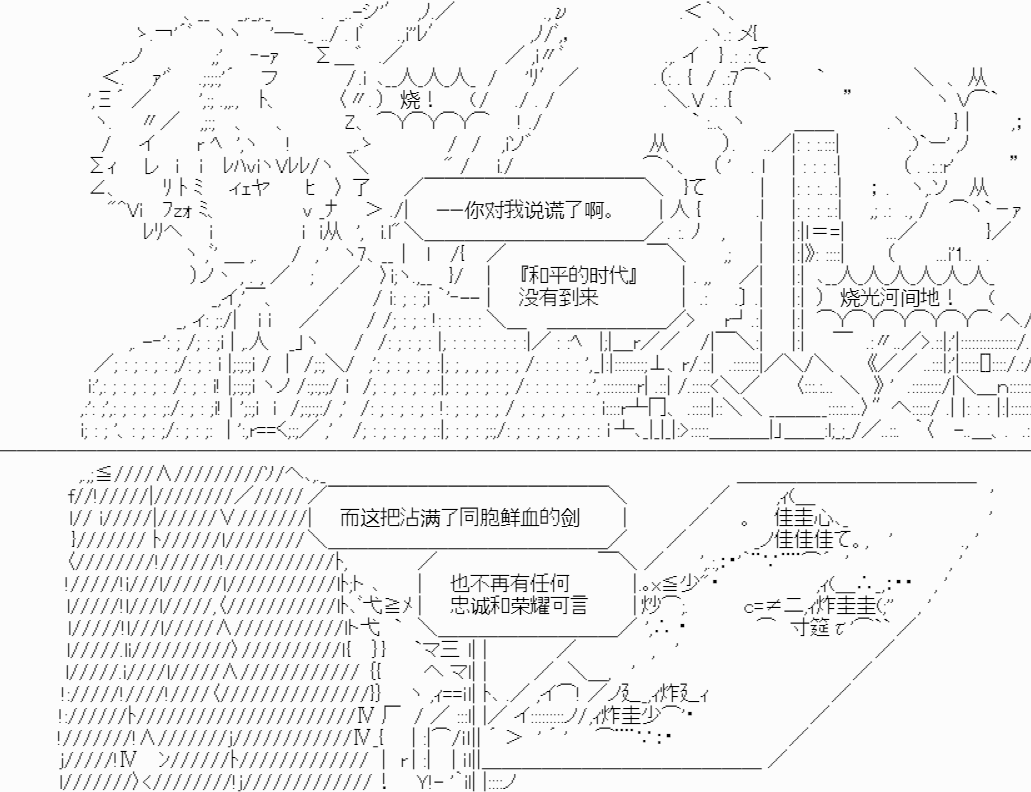 烧！
——你对我说谎了啊。
『和平的时代』
没有到来
烧光河间地！
而这把沾满了同胞鲜血的剑
也不再有任何
忠诚和荣耀可言